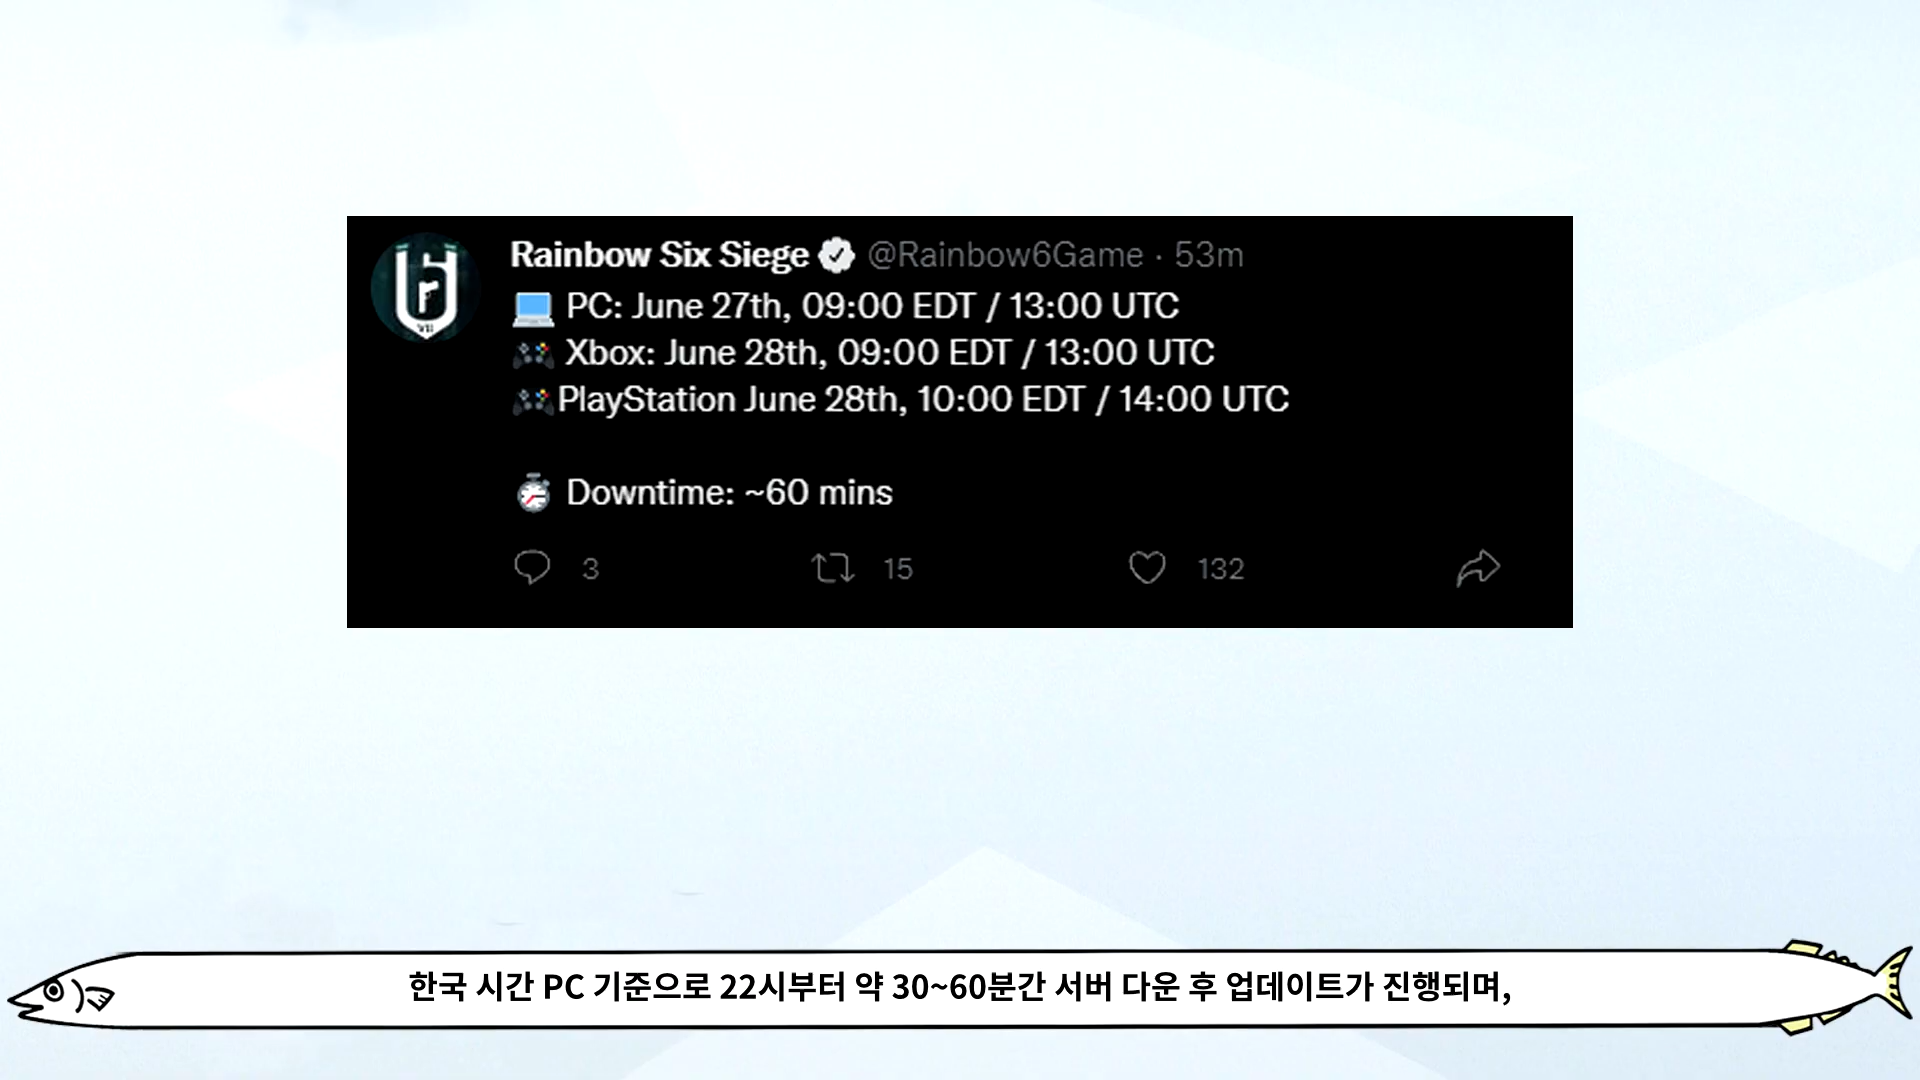 Rainbow Six Siege @Rainbow6Game · 53m
PC: June 27th, 09:00 EDT / 13:00 UTC
Xbox: June 28th, 09:00 EDT / 13:00 UTC
PlayStation June 28th, 10:00 EDT / 14:00 UTC
Downtime: ~60 mins
3 15 132
한국 시간 PC 기준으로 22시부터 약 30~60분간 서버 다운 후 업데이트가 진행되며,